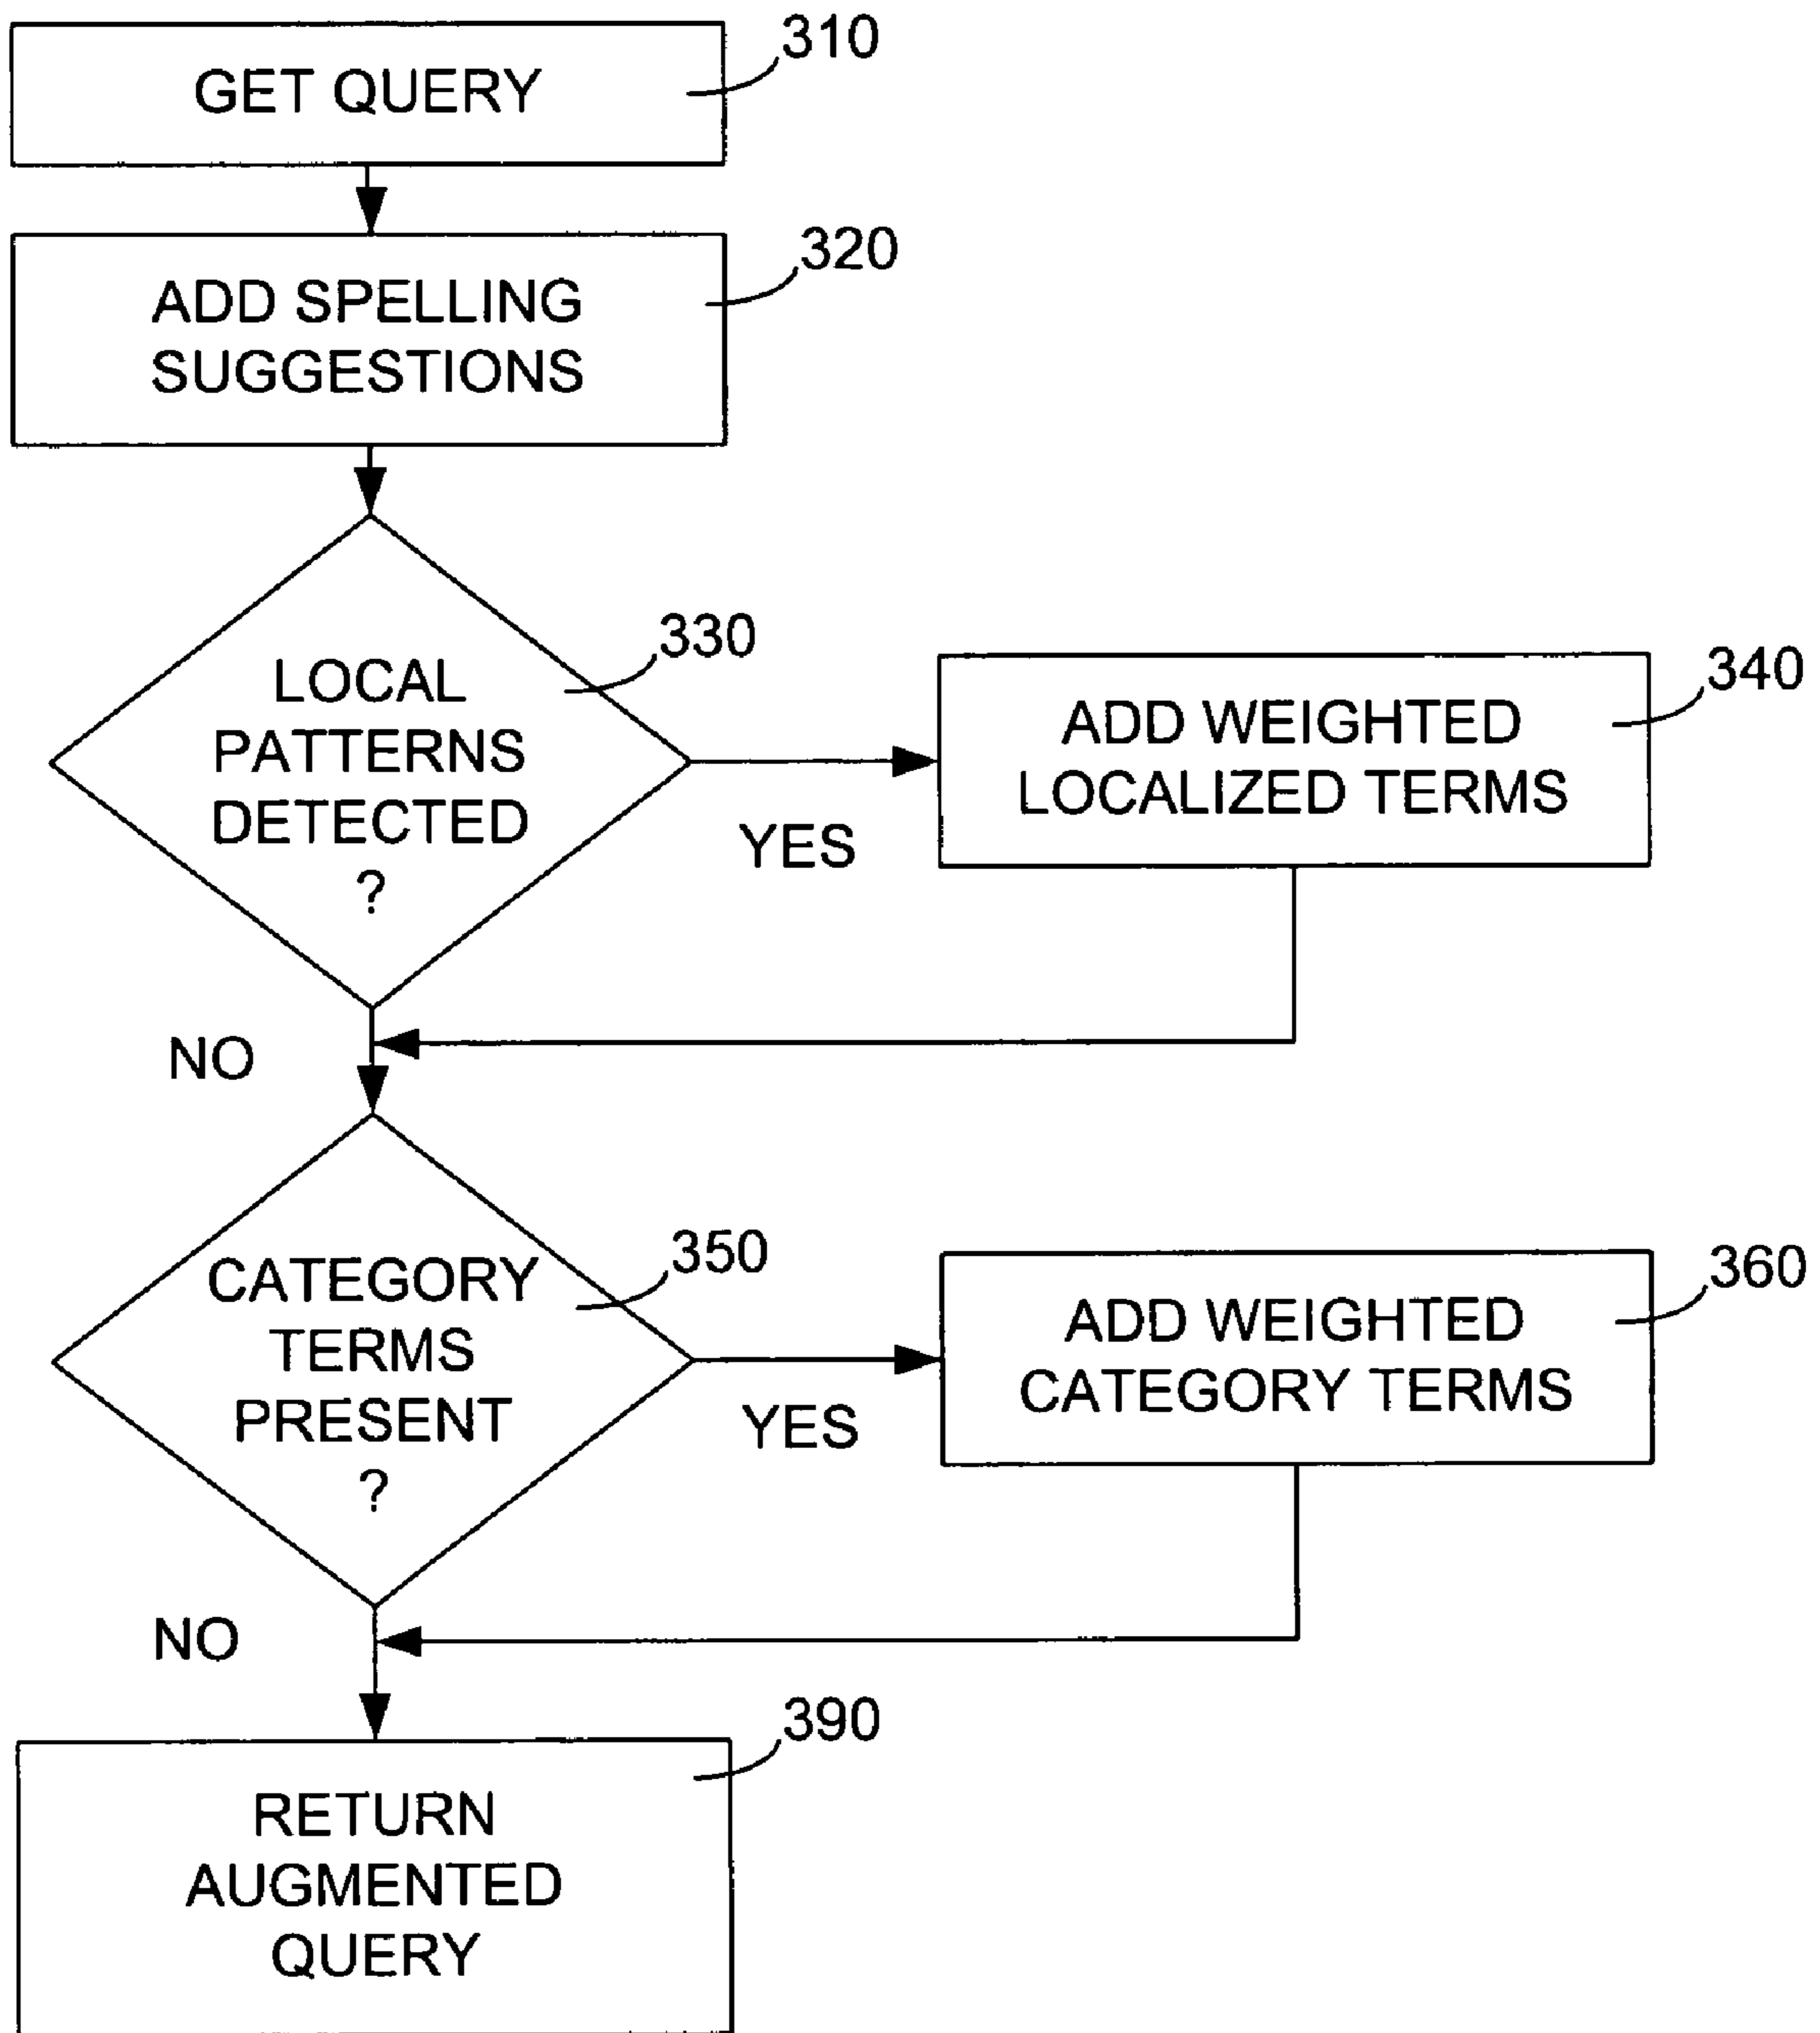 310
GET QUERY
320
ADD SPELLING
SUGGESTIONS
330
LOCAL
PATTERNS
DETECTED
?
YES
340
ADD WEIGHTED
LOCALIZED TERMS
NO
350
CATEGORY
TERMS
PRESENT
?
YES
360
ADD WEIGHTED
CATEGORY TERMS
NO
390
RETURN
AUGMENTED
QUERY